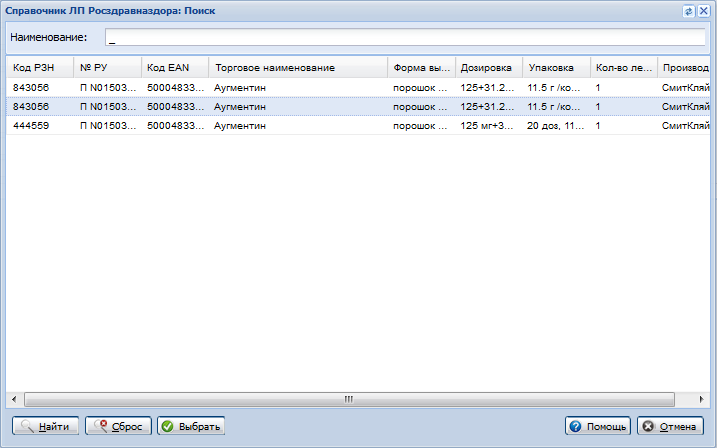 Справочник ЛП Росздравназдора: Поиск
Наименование: _
Код РЗН № РУ Код EAN Торговое наименование Форма вы... Дозировка Упаковка Кол-во ле... Производ
843056 П N01503... 50004833... Аугментин порошок ... 125+31.2... 11.5 г /ко... 1 СмитКляй
843056 П N01503... 50004833... Аугментин порошок ... 125+31.2... 11.5 г /ко... 1 СмитКляй
444559 П N01503... 50004833... Аугментин порошок ... 125 мг+3... 20 доз, 11... 1 СмитКляй
Найти Сброс Выбрать Помощь Отмена